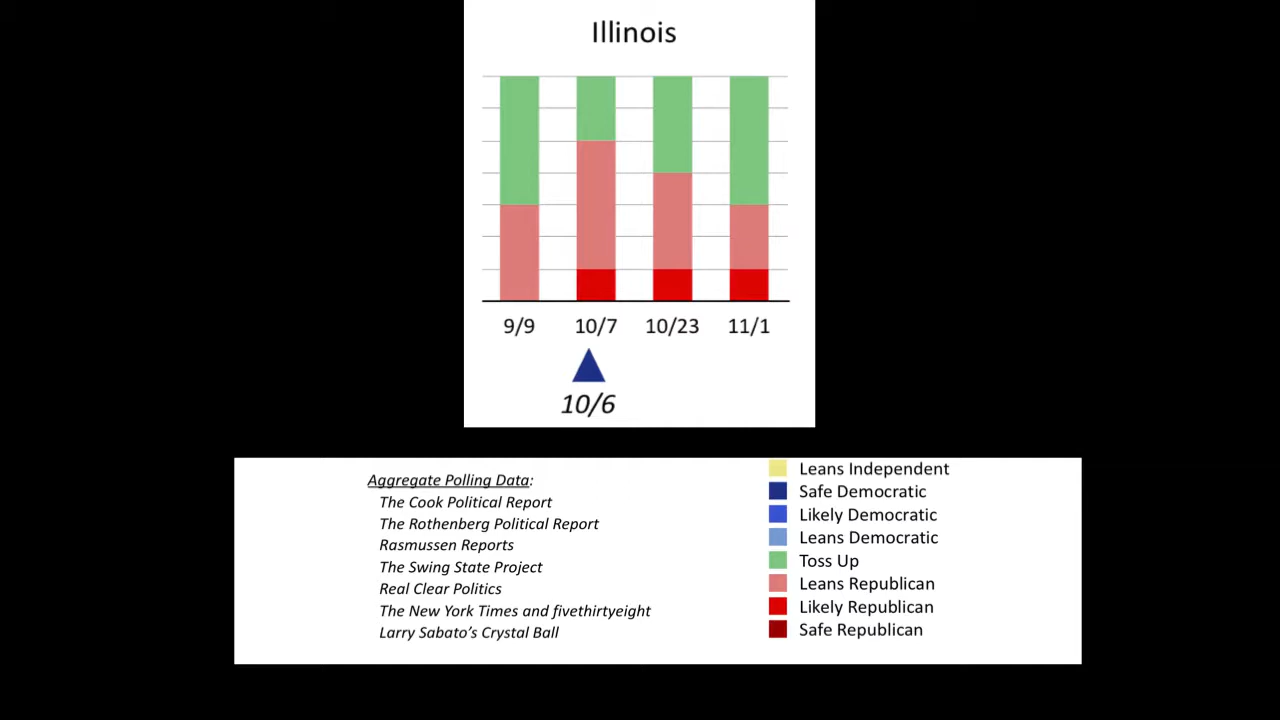 Illinois
9/9 10/7 10/23 11/1
10/6
Aggregate Polling Data:
The Cook Political Report
The Rothenberg Political Report
Rasmussen Reports
The Swing State Project
Real Clear Politics
The New York Times and fivethirtyeight
Larry Sabato’s Crystal Ball
Leans Independent
Safe Democratic
Likely Democratic
Leans Democratic
Toss Up
Leans Republican
Likely Republican
Safe Republican